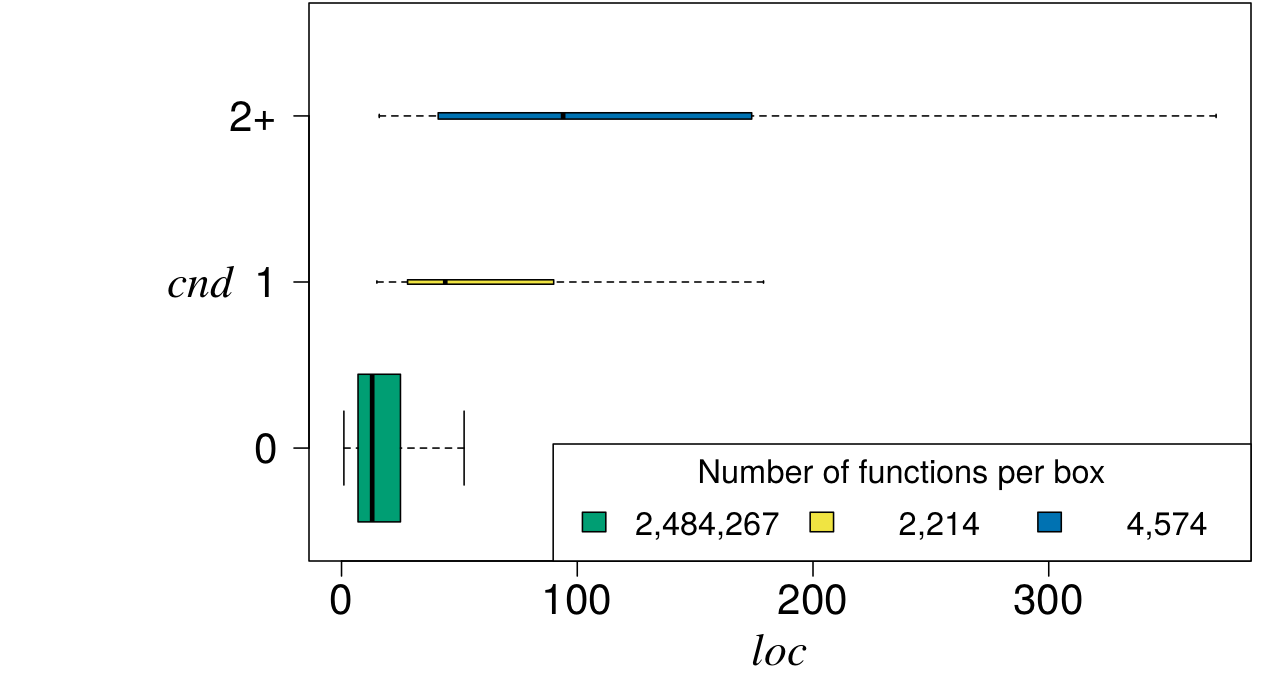 2+
cnd 1
0
Number of functions per box
2,484,267 2,214 4,574
0 100 200 300
loc